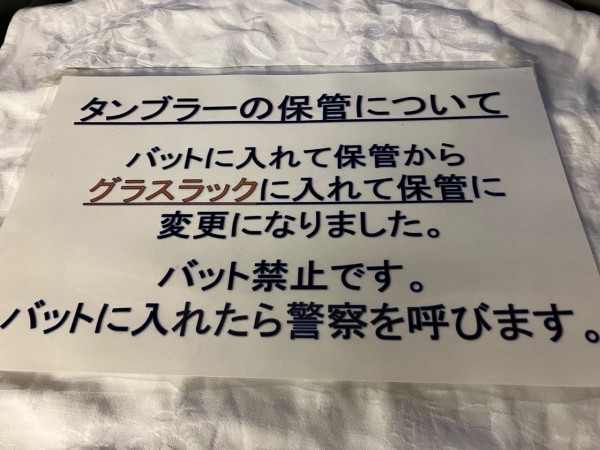 タンブラーの保管について
バットに入れて保管から
グラスラックに入れて保管に
変更になりました。
バット禁止です。
バットに入れたら警察を呼びます。